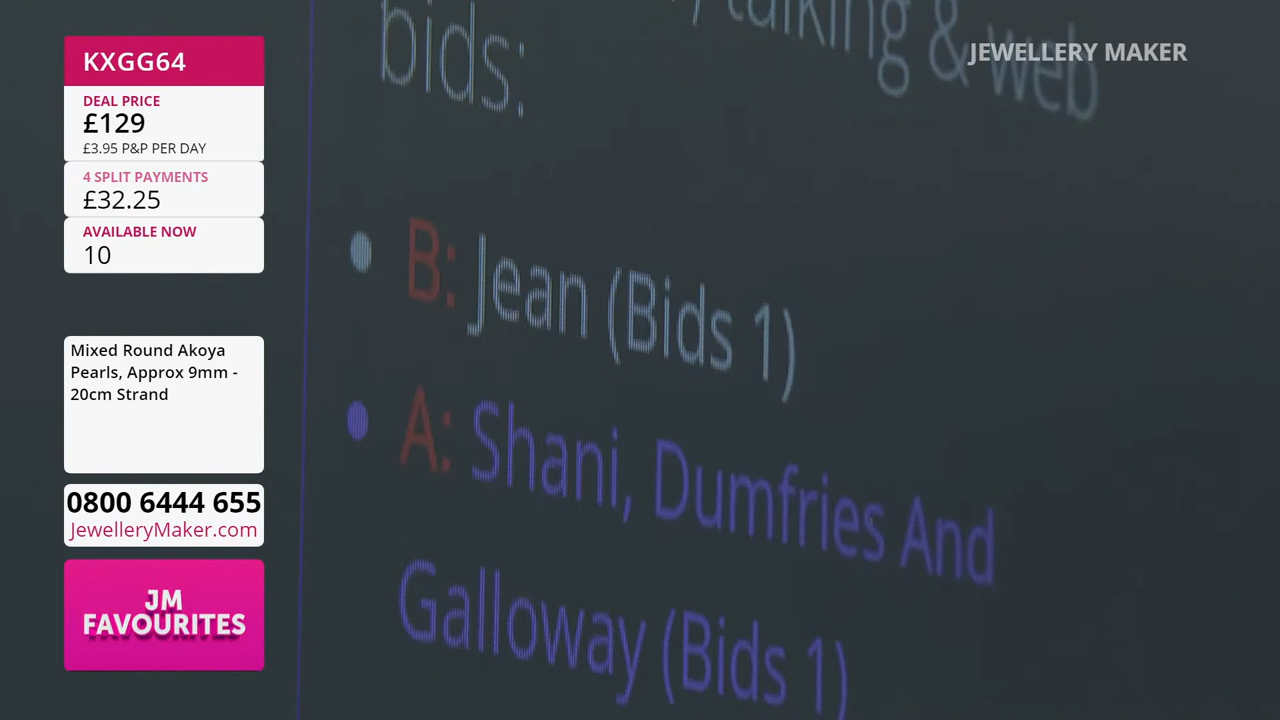 KXGG64
DEAL PRICE
£129
£3.95 P&P PER DAY
4 SPLIT PAYMENTS
£32.25
AVAILABLE NOW
10
Mixed Round Akoya
Pearls, Approx 9mm -
20cm Strand
0800 6444 655
JewelleryMaker.com
JM
FAVOURITES
JEWELLERY MAKER
talking & web
bids:
• B: Jean (Bids 1)
• A: Shani, Dumfries And
Galloway (Bids 1)